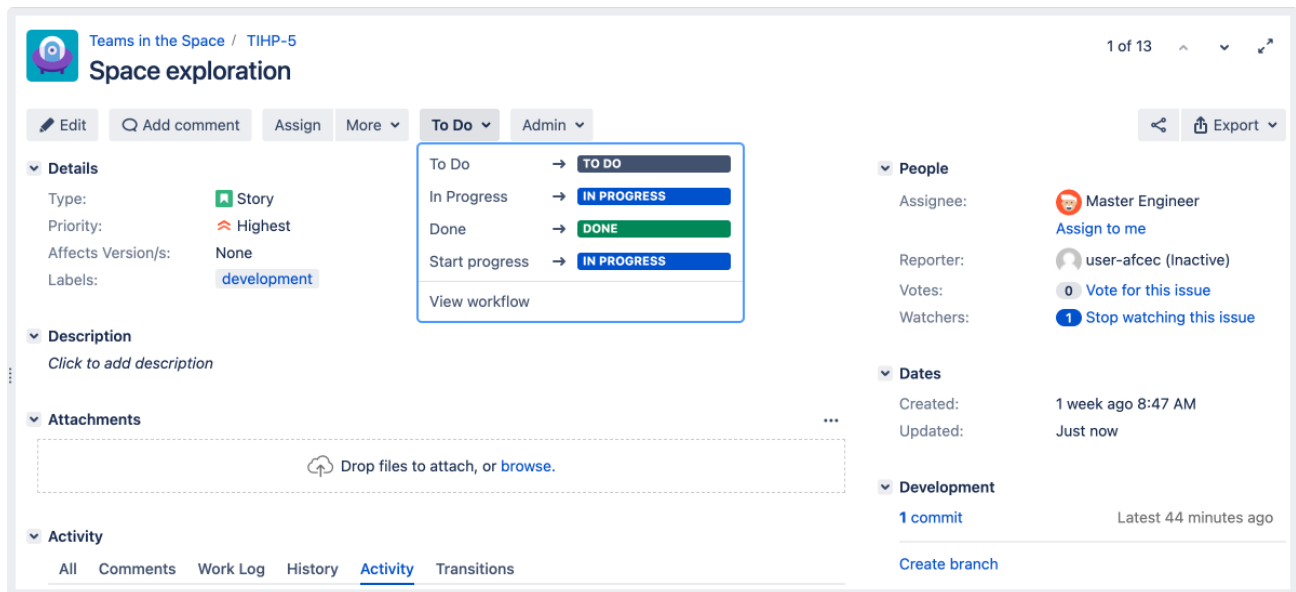 Teams in the Space / TIHP-5
Space exploration
1 of 13
Edit
Add comment
Assign
More
To Do
Admin
Export
To Do → TO DO
In Progress → IN PROGRESS
Done → DONE
Start progress → IN PROGRESS
View workflow
Details
Type: Story
Priority: Highest
Affects Version/s: None
Labels: development
Description
Click to add description
Attachments
Drop files to attach, or browse.
Activity
All Comments Work Log History Activity Transitions
People
Assignee: Master Engineer
Assign to me
Reporter: user-afcec (Inactive)
Votes: 0 Vote for this issue
Watchers: 1 Stop watching this issue
Dates
Created: 1 week ago 8:47 AM
Updated: Just now
Development
1 commit Latest 44 minutes ago
Create branch